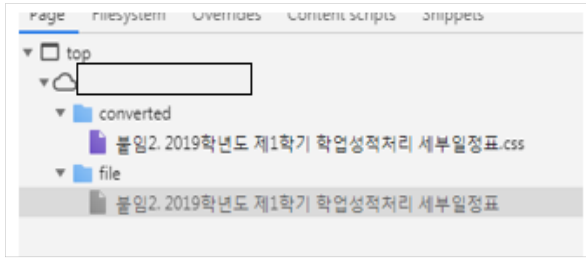 Page Filesystem Overrides Content scripts Snippets
top
converted
붙임2. 2019학년도 제1학기 학업성적처리 세부일정표.css
file
붙임2. 2019학년도 제1학기 학업성적처리 세부일정표